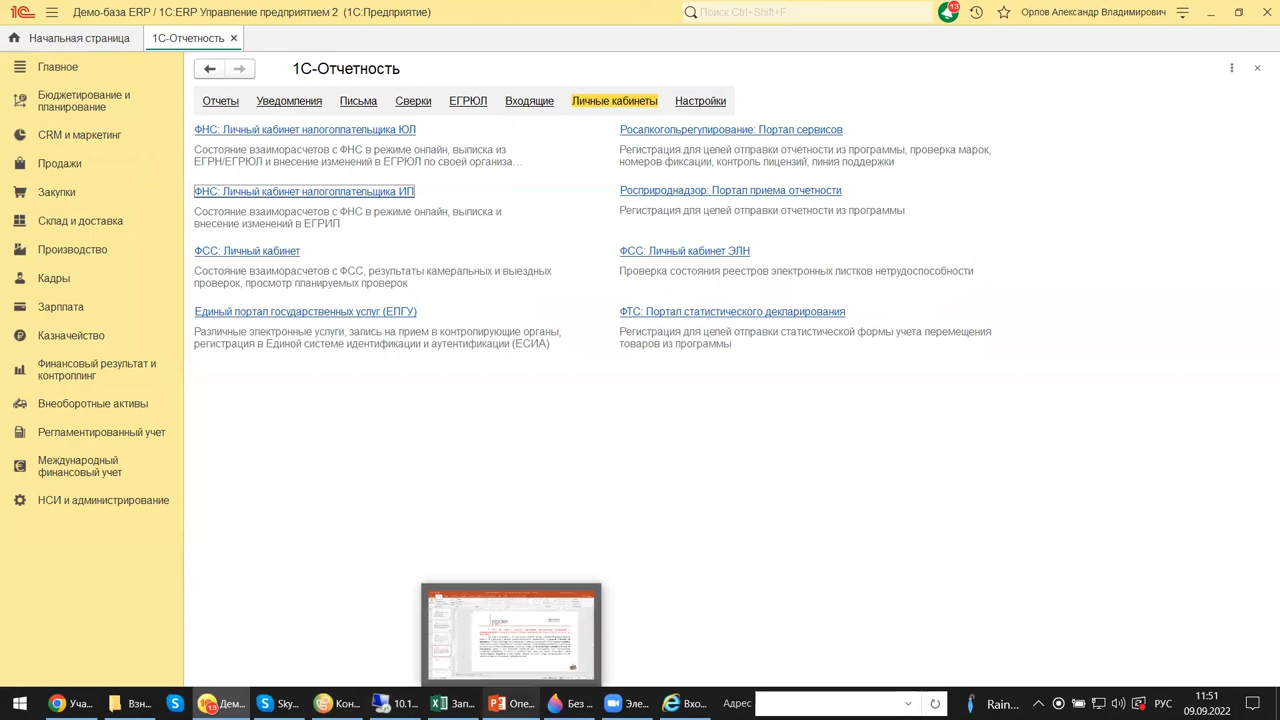 Демо-база ERP / 1С:ERP Управление предприятием 2 (1С:Предприятие)
Поиск Ctrl+Shift+F
13
Орлов Александр Владимирович
Начальная страница
1С-Отчетность
Главное
Бюджетирование и
планирование
CRM и маркетинг
Продажи
Закупки
Склад и доставка
Производство
Кадры
Зарплата
Казначейство
Финансовый результат и
контроллинг
Внеоборотные активы
Регламентированный учет
Международный
финансовый учет
НСИ и администрирование
1С-Отчетность
Отчеты Уведомления Письма Сверки ЕГРЮЛ Входящие Личные кабинеты Настройки
ФНС: Личный кабинет налогоплательщика ЮЛ
Состояние взаиморасчетов с ФНС в режиме онлайн, выписка из
ЕГРН/ЕГРЮЛ и внесение изменений в ЕГРЮЛ по своей организа...
ФНС: Личный кабинет налогоплательщика ИП
Состояние взаиморасчетов с ФНС в режиме онлайн, выписка и
внесение изменений в ЕГРИП
ФСС: Личный кабинет
Состояние взаиморасчетов с ФСС, результаты камеральных и выездных
проверок, просмотр планируемых проверок
Единый портал государственных услуг (ЕПГУ)
Различные электронные услуги, запись на прием в контролирующие органы,
регистрация в Единой системе идентификации и аутентификации (ЕСИА)
Росалкогольрегулирование: Портал сервисов
Регистрация для целей отправки отчетности из программы, проверка марок,
номеров фиксации, контроль лицензий, линия поддержки
Росприроднадзор: Портал приема отчетности
Регистрация для целей отправки отчетности из программы
ФСС: Личный кабинет ЭЛН
Проверка состояния реестров электронных листков нетрудоспособности
ФТС: Портал статистического декларирования
Регистрация для целей отправки статистической формы учета перемещения
товаров из программы
Уча...
Взн...
13
Дем...
Sky...
Кон...
10.1...
Зап...
Опе...
Без ...
Эле...
Вхо...
Адрес
Rain...
РУС
11:51
09.09.2022